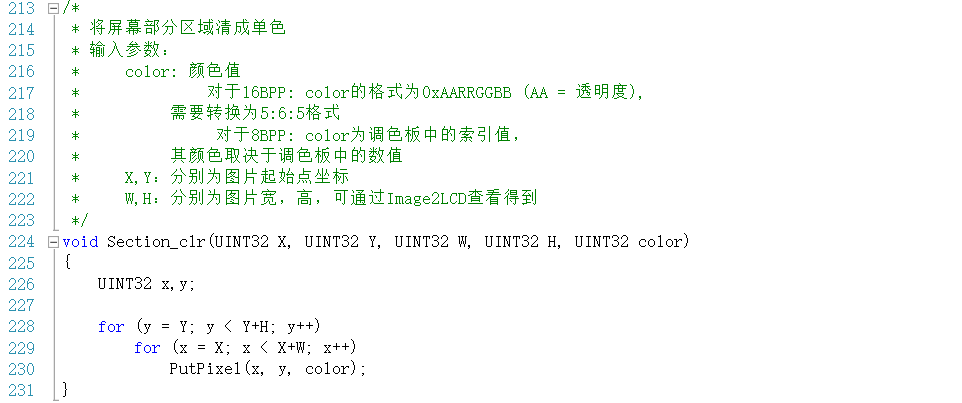 213 /*
214 * 将屏幕部分区域清成单色
215 * 输入参数:
216 * color: 颜色值
217 * 对于16BPP: color的格式为0xAARRGGBB (AA = 透明度),
218 * 需要转换为5:6:5格式
219 * 对于8BPP: color为调色板中的索引值,
220 * 其颜色取决于调色板中的数值
221 * X,Y: 分别为图片起始点坐标
222 * W,H: 分别为图片宽，高，可通过Image2LCD查看得到
223 */
224 void Section_clr(UINT32 X, UINT32 Y, UINT32 W, UINT32 H, UINT32 color)
225 {
226 UINT32 x,y;
227
228 for (y = Y; y < Y+H; y++)
229 for (x = X; x < X+W; x++)
230 PutPixel(x, y, color);
231 }